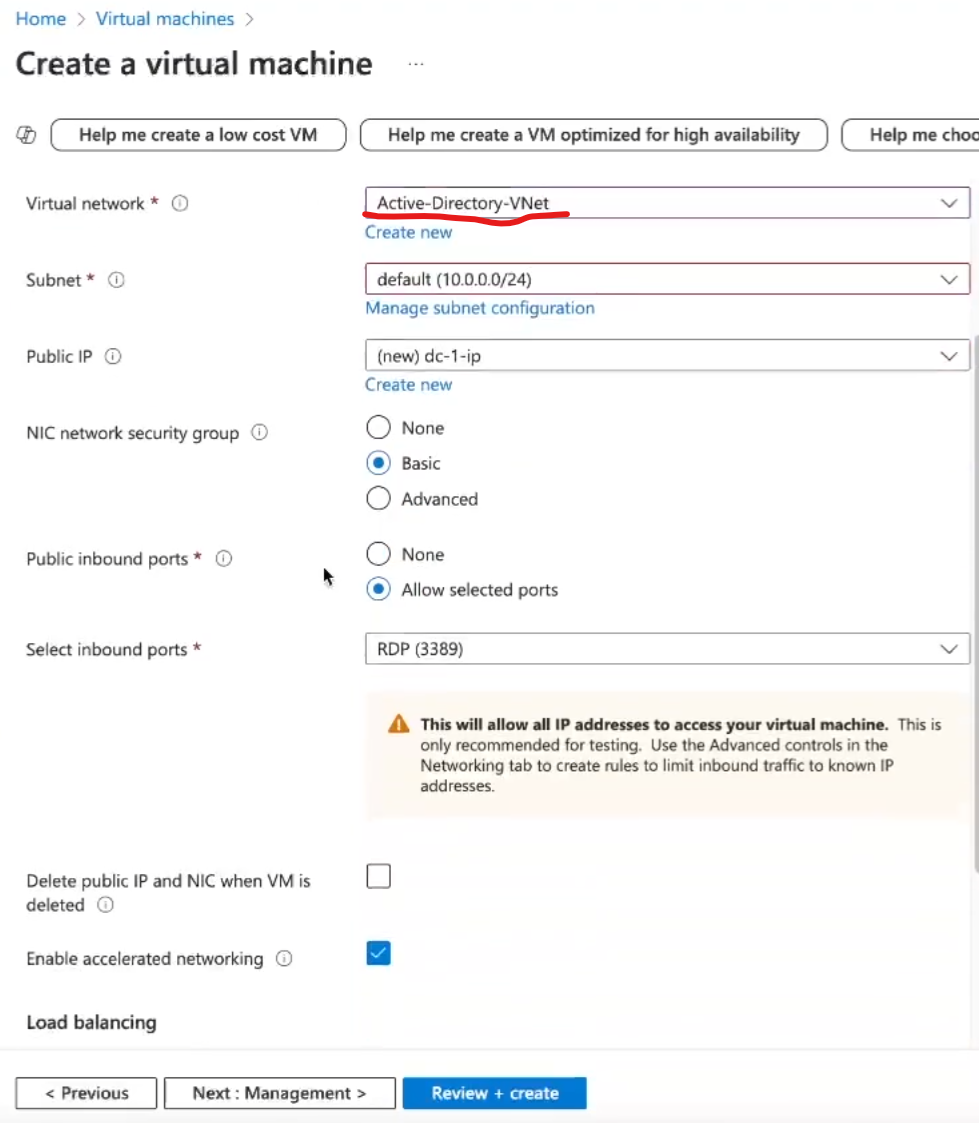 Home > Virtual machines >
Create a virtual machine ...
Help me create a low cost VM
Help me create a VM optimized for high availability
Help me choo
Virtual network *
Active-Directory-VNet
Create new
Subnet *
default (10.0.0.0/24)
Manage subnet configuration
Public IP
(new) dc-1-ip
Create new
NIC network security group
None
Basic
Advanced
Public inbound ports *
None
Allow selected ports
Select inbound ports *
RDP (3389)
This will allow all IP addresses to access your virtual machine. This is
only recommended for testing. Use the Advanced controls in the
Networking tab to create rules to limit inbound traffic to known IP
addresses.
Delete public IP and NIC when VM is
deleted
Enable accelerated networking
Load balancing
< Previous
Next : Management >
Review + create